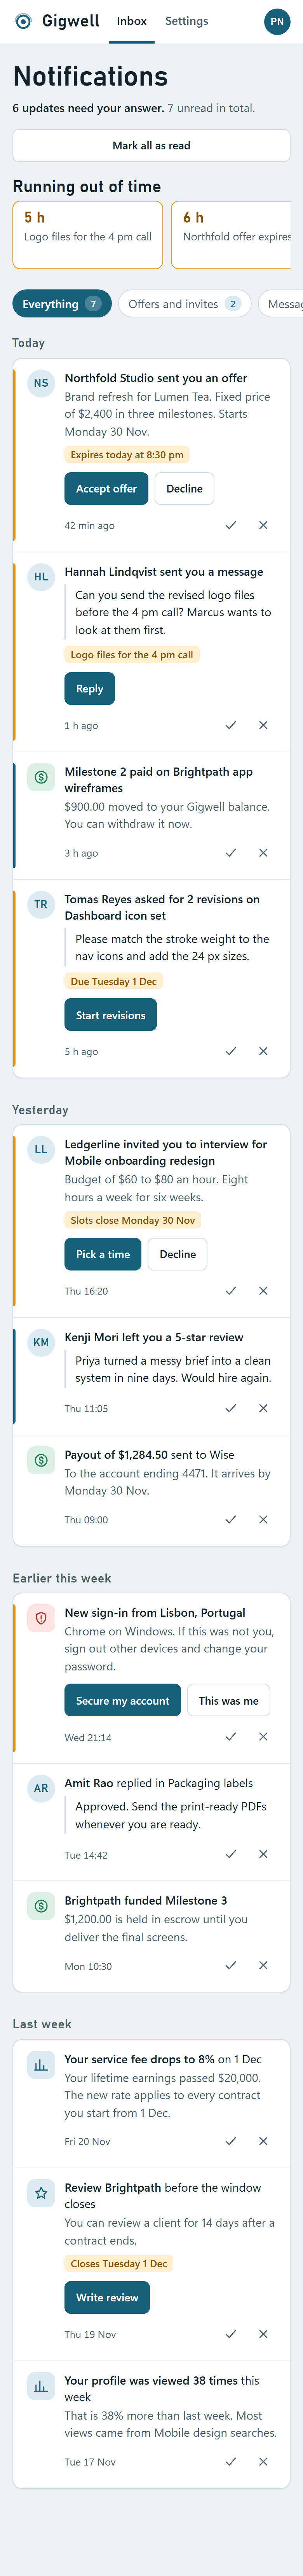 Gigwell
Inbox
Settings
PN
Notifications
6 updates need your answer. 7 unread in total.
Mark all as read
Running out of time
5 h
Logo files for the 4 pm call
6 h
Northfold offer expires
Everything 7
Offers and invites 2
Messag
Today
NS
Northfold Studio sent you an offer
Brand refresh for Lumen Tea. Fixed price
of $2,400 in three milestones. Starts
Monday 30 Nov.
Expires today at 8:30 pm
Accept offer
Decline
42 min ago
HL
Hannah Lindqvist sent you a message
Can you send the revised logo files
before the 4 pm call? Marcus wants to
look at them first.
Logo files for the 4 pm call
Reply
1 h ago
Milestone 2 paid on Brightpath app
wireframes
$900.00 moved to your Gigwell balance.
You can withdraw it now.
3 h ago
TR
Tomas Reyes asked for 2 revisions on
Dashboard icon set
Please match the stroke weight to the
nav icons and add the 24 px sizes.
Due Tuesday 1 Dec
Start revisions
5 h ago
Yesterday
LL
Ledgerline invited you to interview for
Mobile onboarding redesign
Budget of $60 to $80 an hour. Eight
hours a week for six weeks.
Slots close Monday 30 Nov
Pick a time
Decline
Thu 16:20
KM
Kenji Mori left you a 5-star review
Priya turned a messy brief into a clean
system in nine days. Would hire again.
Thu 11:05
Payout of $1,284.50 sent to Wise
To the account ending 4471. It arrives by
Monday 30 Nov.
Thu 09:00
Earlier this week
New sign-in from Lisbon, Portugal
Chrome on Windows. If this was not you,
sign out other devices and change your
password.
Secure my account
This was me
Wed 21:14
AR
Amit Rao replied in Packaging labels
Approved. Send the print-ready PDFs
whenever you are ready.
Tue 14:42
Brightpath funded Milestone 3
$1,200.00 is held in escrow until you
deliver the final screens.
Mon 10:30
Last week
Your service fee drops to 8% on 1 Dec
Your lifetime earnings passed $20,000.
The new rate applies to every contract
you start from 1 Dec.
Fri 20 Nov
Review Brightpath before the window
closes
You can review a client for 14 days after a
contract ends.
Closes Tuesday 1 Dec
Write review
Thu 19 Nov
Your profile was viewed 38 times this
week
That is 38% more than last week. Most
views came from Mobile design searches.
Tue 17 Nov